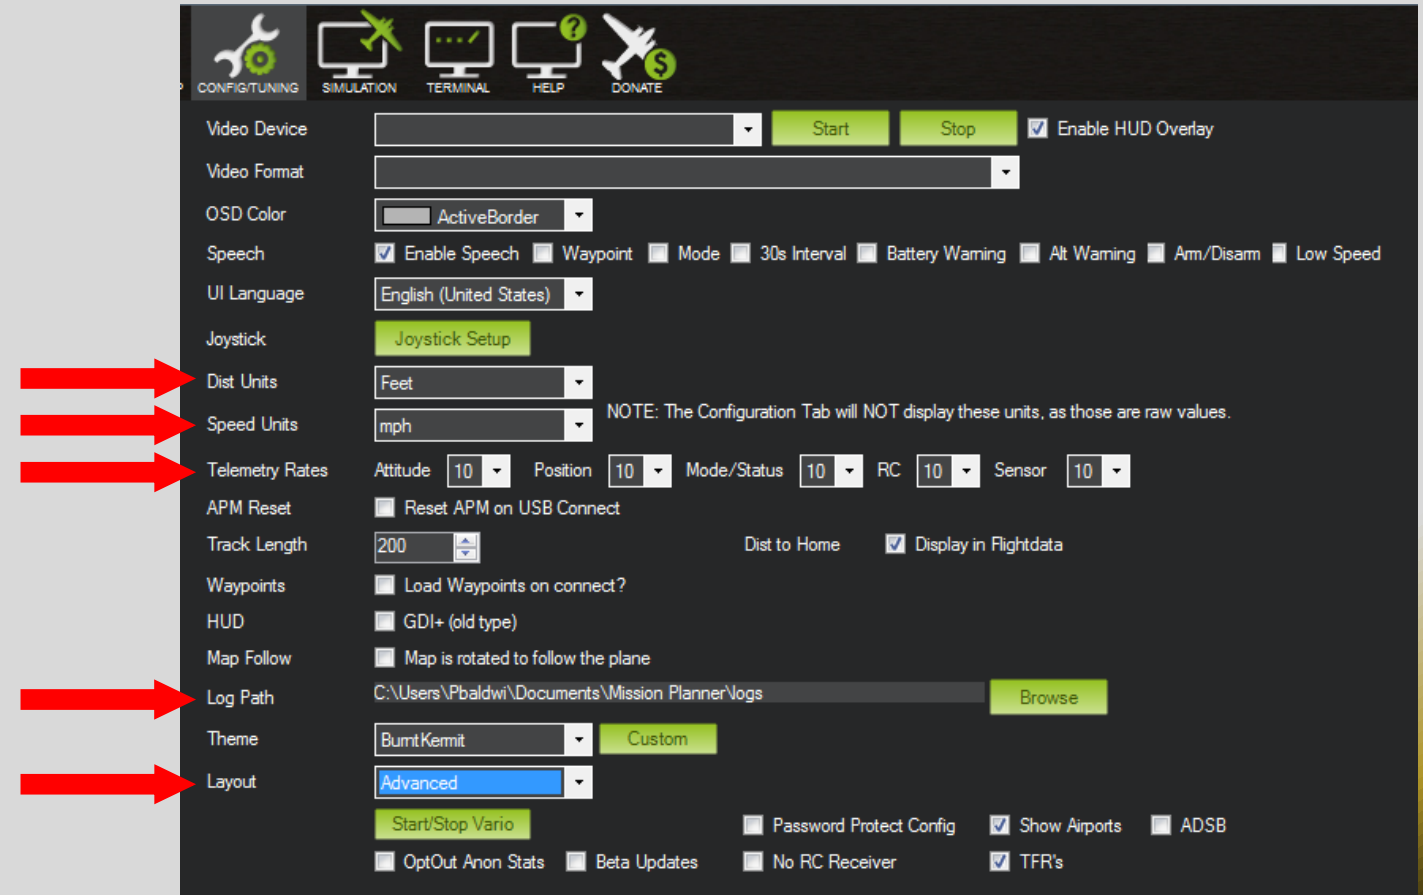 P CONFIG/TUNING SIMULATION TERMINAL HELP DONATE
Video Device Start Stop Enable HUD Overlay
Video Format
OSD Color ActiveBorder
Speech Enable Speech Waypoint Mode 30s Interval Battery Warning Alt Warning Arm/Disarm Low Speed
UI Language English (United States)
Joystick Joystick Setup
Dist Units Feet
NOTE: The Configuration Tab will NOT display these units, as those are raw values.
Speed Units mph
Telemetry Rates Attitude 10 Position 10 Mode/Status 10 RC 10 Sensor 10
APM Reset Reset APM on USB Connect
Track Length 200 Dist to Home Display in Flightdata
Waypoints Load Waypoints on connect?
HUD GDI+ (old type)
Map Follow Map is rotated to follow the plane
Log Path C:\Users\Pbaldwi\Documents\Mission Planner\logs Browse
Theme BurntKermit Custom
Layout Advanced
Start/Stop Vario Password Protect Config Show Airports ADSB
OptOut Anon Stats Beta Updates No RC Receiver TFR's